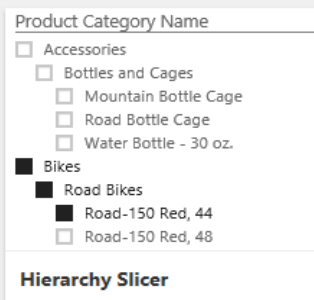 Product Category Name
Accessories
Bottles and Cages
Mountain Bottle Cage
Road Bottle Cage
Water Bottle - 30 oz.
Bikes
Road Bikes
Road-150 Red, 44
Road-150 Red, 48
Hierarchy Slicer